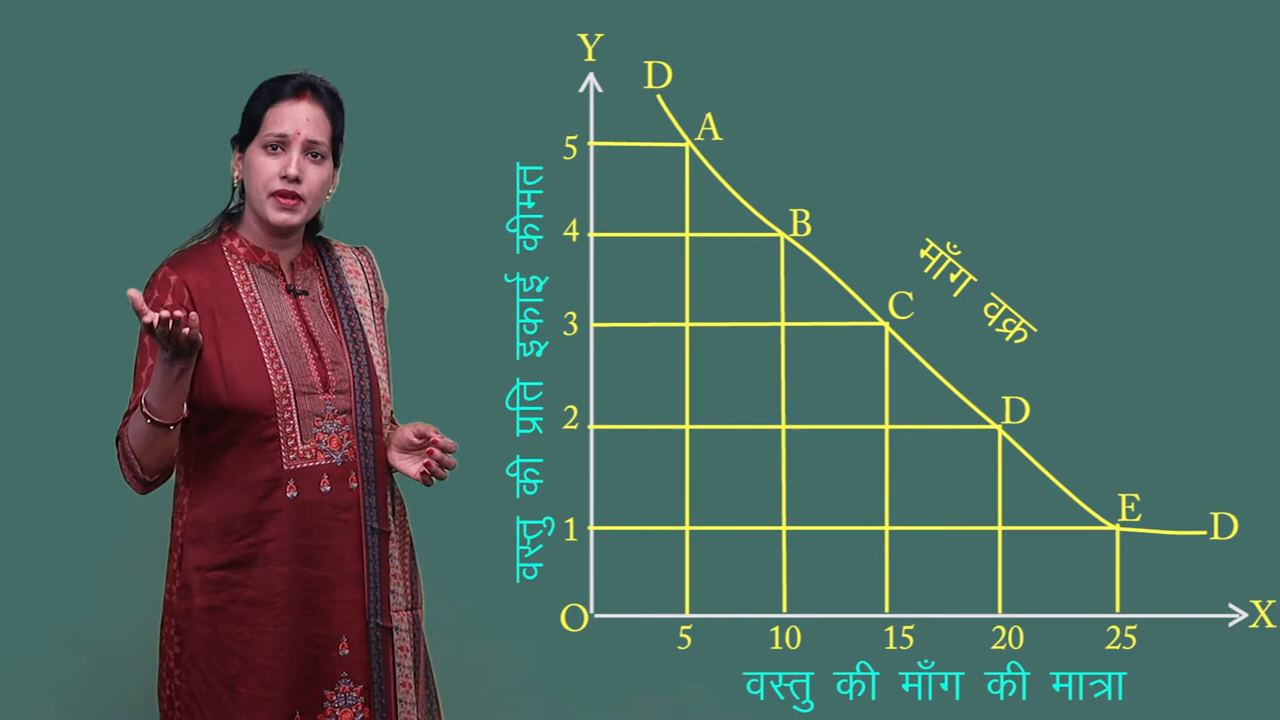 Y
D
A
5
B
4
माँग वक्र
C
3
D
2
E
D
1
O
X
5 10 15 20 25
वस्तु की प्रति इकाई कीमत
वस्तु की माँग की मात्रा